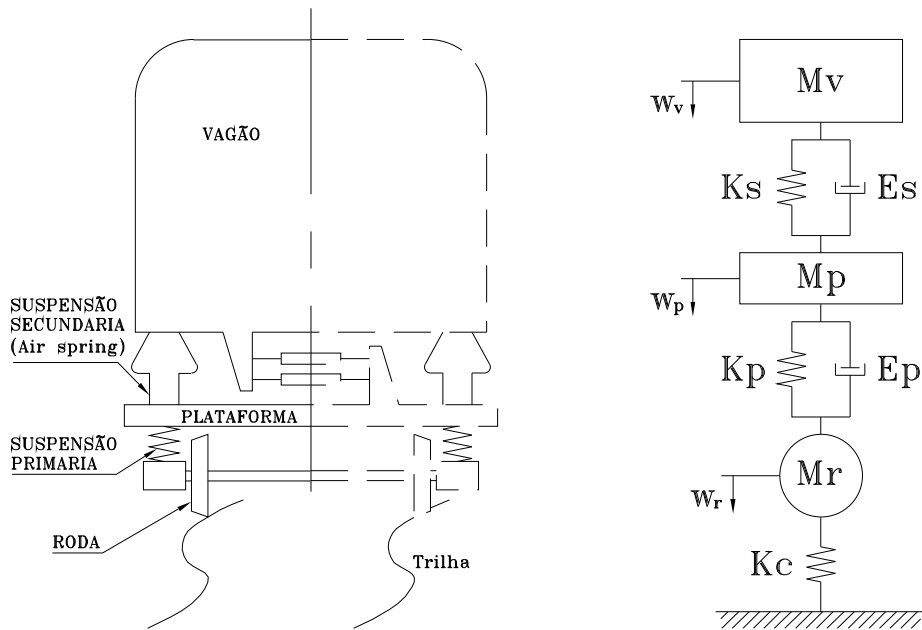 VAGÃO
SUSPENSÃO
SECUNDARIA
(Air spring)
PLATAFORMA
SUSPENSÃO
PRIMARIA
RODA
Trilha
Mv
Wv
Ks
Es
Mp
Wp
Kp
Ep
Mr
Wr
Kc